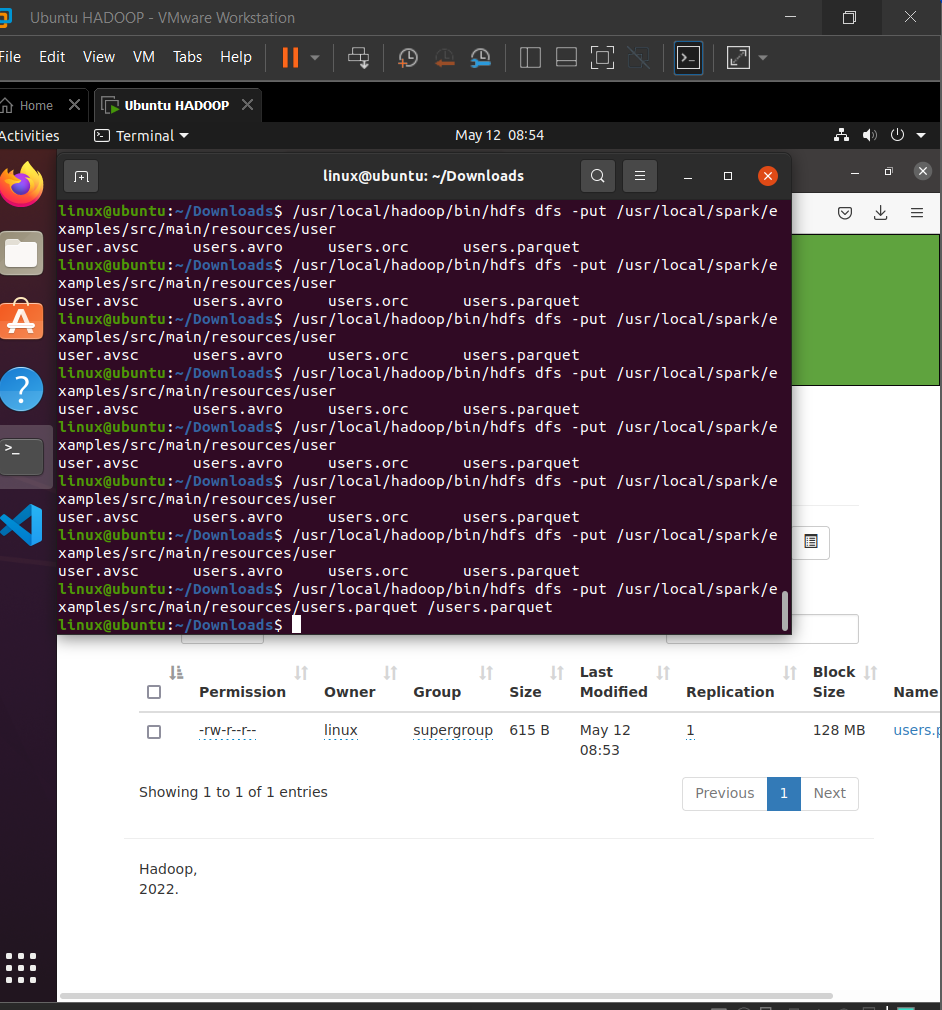 Ubuntu HADOOP - VMware Workstation
File Edit View VM Tabs Help
Home Ubuntu HADOOP
Activities Terminal May 12 08:54
linux@ubuntu: ~/Downloads
linux@ubuntu:~/Downloads$ /usr/local/hadoop/bin/hdfs dfs -put /usr/local/spark/e
xamples/src/main/resources/user
user.avsc users.avro users.orc users.parquet
linux@ubuntu:~/Downloads$ /usr/local/hadoop/bin/hdfs dfs -put /usr/local/spark/e
xamples/src/main/resources/user
user.avsc users.avro users.orc users.parquet
linux@ubuntu:~/Downloads$ /usr/local/hadoop/bin/hdfs dfs -put /usr/local/spark/e
xamples/src/main/resources/user
user.avsc users.avro users.orc users.parquet
linux@ubuntu:~/Downloads$ /usr/local/hadoop/bin/hdfs dfs -put /usr/local/spark/e
xamples/src/main/resources/user
user.avsc users.avro users.orc users.parquet
linux@ubuntu:~/Downloads$ /usr/local/hadoop/bin/hdfs dfs -put /usr/local/spark/e
xamples/src/main/resources/user
user.avsc users.avro users.orc users.parquet
linux@ubuntu:~/Downloads$ /usr/local/hadoop/bin/hdfs dfs -put /usr/local/spark/e
xamples/src/main/resources/user
user.avsc users.avro users.orc users.parquet
linux@ubuntu:~/Downloads$ /usr/local/hadoop/bin/hdfs dfs -put /usr/local/spark/e
xamples/src/main/resources/user
user.avsc users.avro users.orc users.parquet
linux@ubuntu:~/Downloads$ /usr/local/hadoop/bin/hdfs dfs -put /usr/local/spark/e
xamples/src/main/resources/users.parquet /users.parquet
linux@ubuntu:~/Downloads$
Permission Owner Group Size Last Modified Replication Block Size Name
-rw-r--r-- linux supergroup 615 B May 12 08:53 1 128 MB users.p
Showing 1 to 1 of 1 entries Previous 1 Next
Hadoop,
2022.